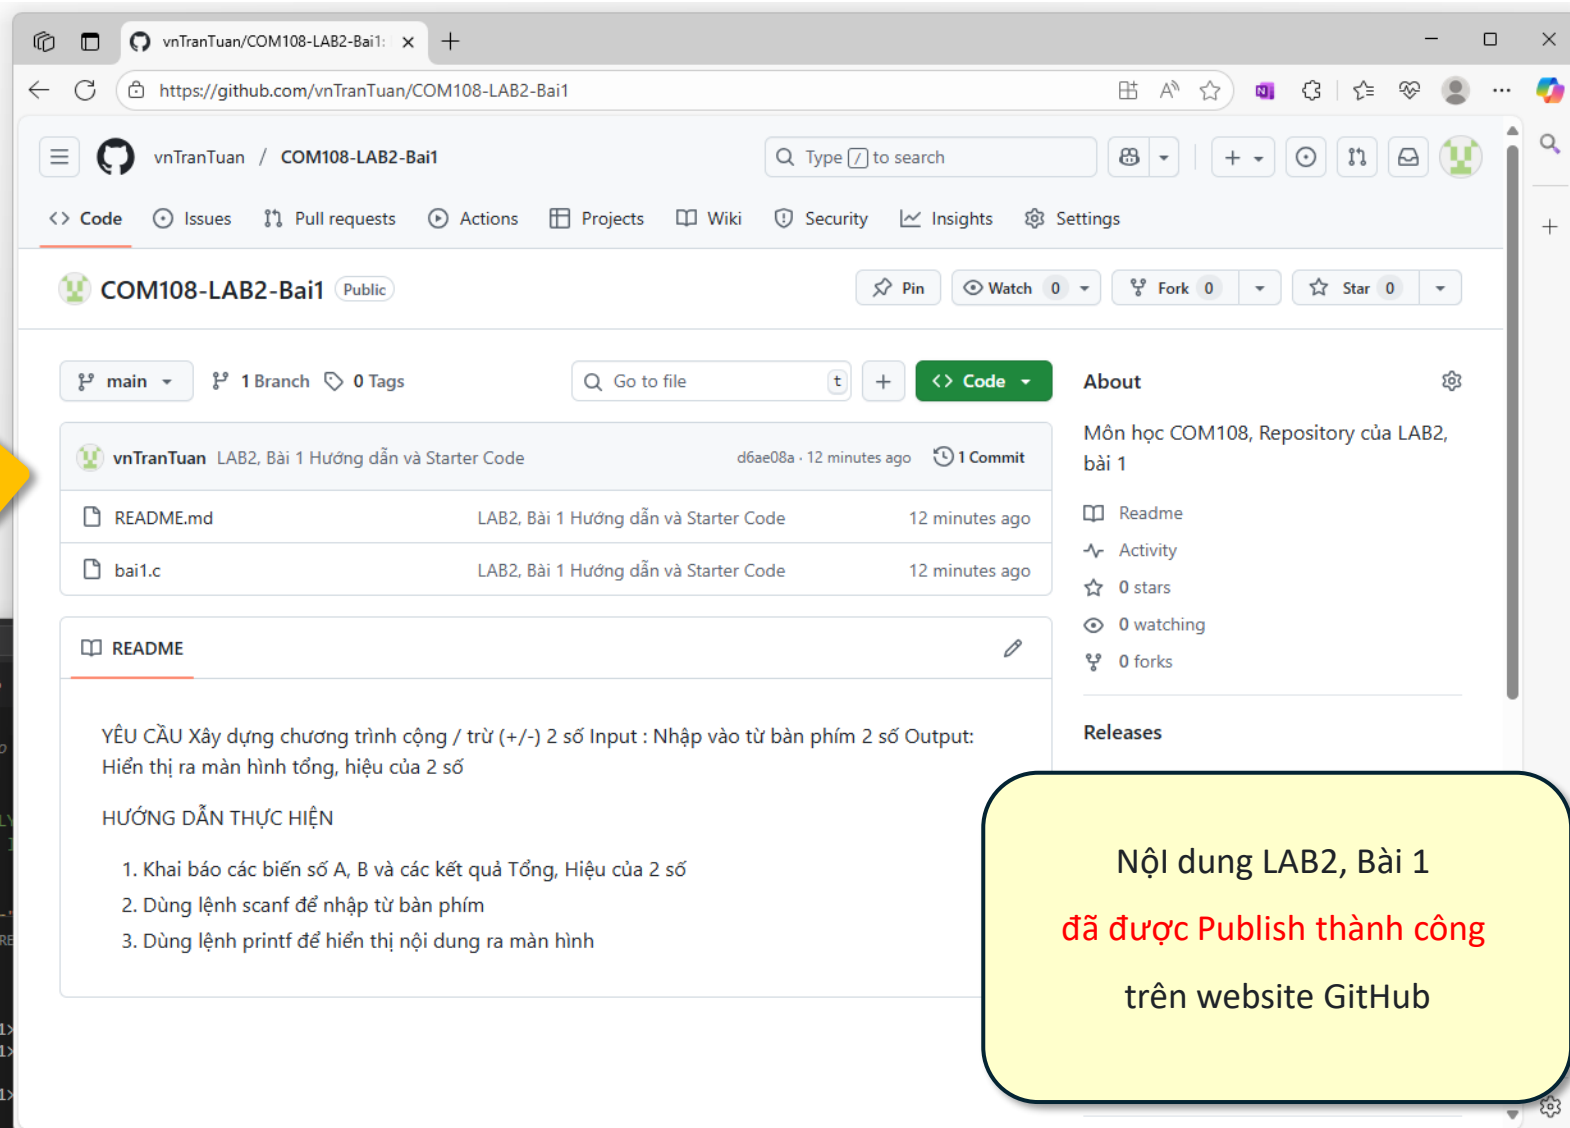 vnTranTuan/COM108-LAB2-Bai1:
https://github.com/vnTranTuan/COM108-LAB2-Bai1
vnTranTuan / COM108-LAB2-Bai1
Type / to search
<> Code Issues Pull requests Actions Projects Wiki Security Insights Settings
COM108-LAB2-Bai1 Public
Pin Watch 0 Fork 0 Star 0
main 1 Branch 0 Tags
Go to file t
<> Code
vnTranTuan LAB2, Bài 1 Hướng dẫn và Starter Code d6ae08a · 12 minutes ago 1 Commit
README.md LAB2, Bài 1 Hướng dẫn và Starter Code 12 minutes ago
bai1.c LAB2, Bài 1 Hướng dẫn và Starter Code 12 minutes ago
README
YÊU CẦU Xây dựng chương trình cộng / trừ (+/-) 2 số Input : Nhập vào từ bàn phím 2 số Output:
Hiển thị ra màn hình tổng, hiệu của 2 số
HƯỚNG DẪN THỰC HIỆN
1. Khai báo các biến số A, B và các kết quả Tổng, Hiệu của 2 số
2. Dùng lệnh scanf để nhập từ bàn phím
3. Dùng lệnh printf để hiển thị nội dung ra màn hình
About
Môn học COM108, Repository của LAB2,
bài 1
Readme
Activity
0 stars
0 watching
0 forks
Releases
NộI dung LAB2, Bài 1
đã được Publish thành công
trên website GitHub